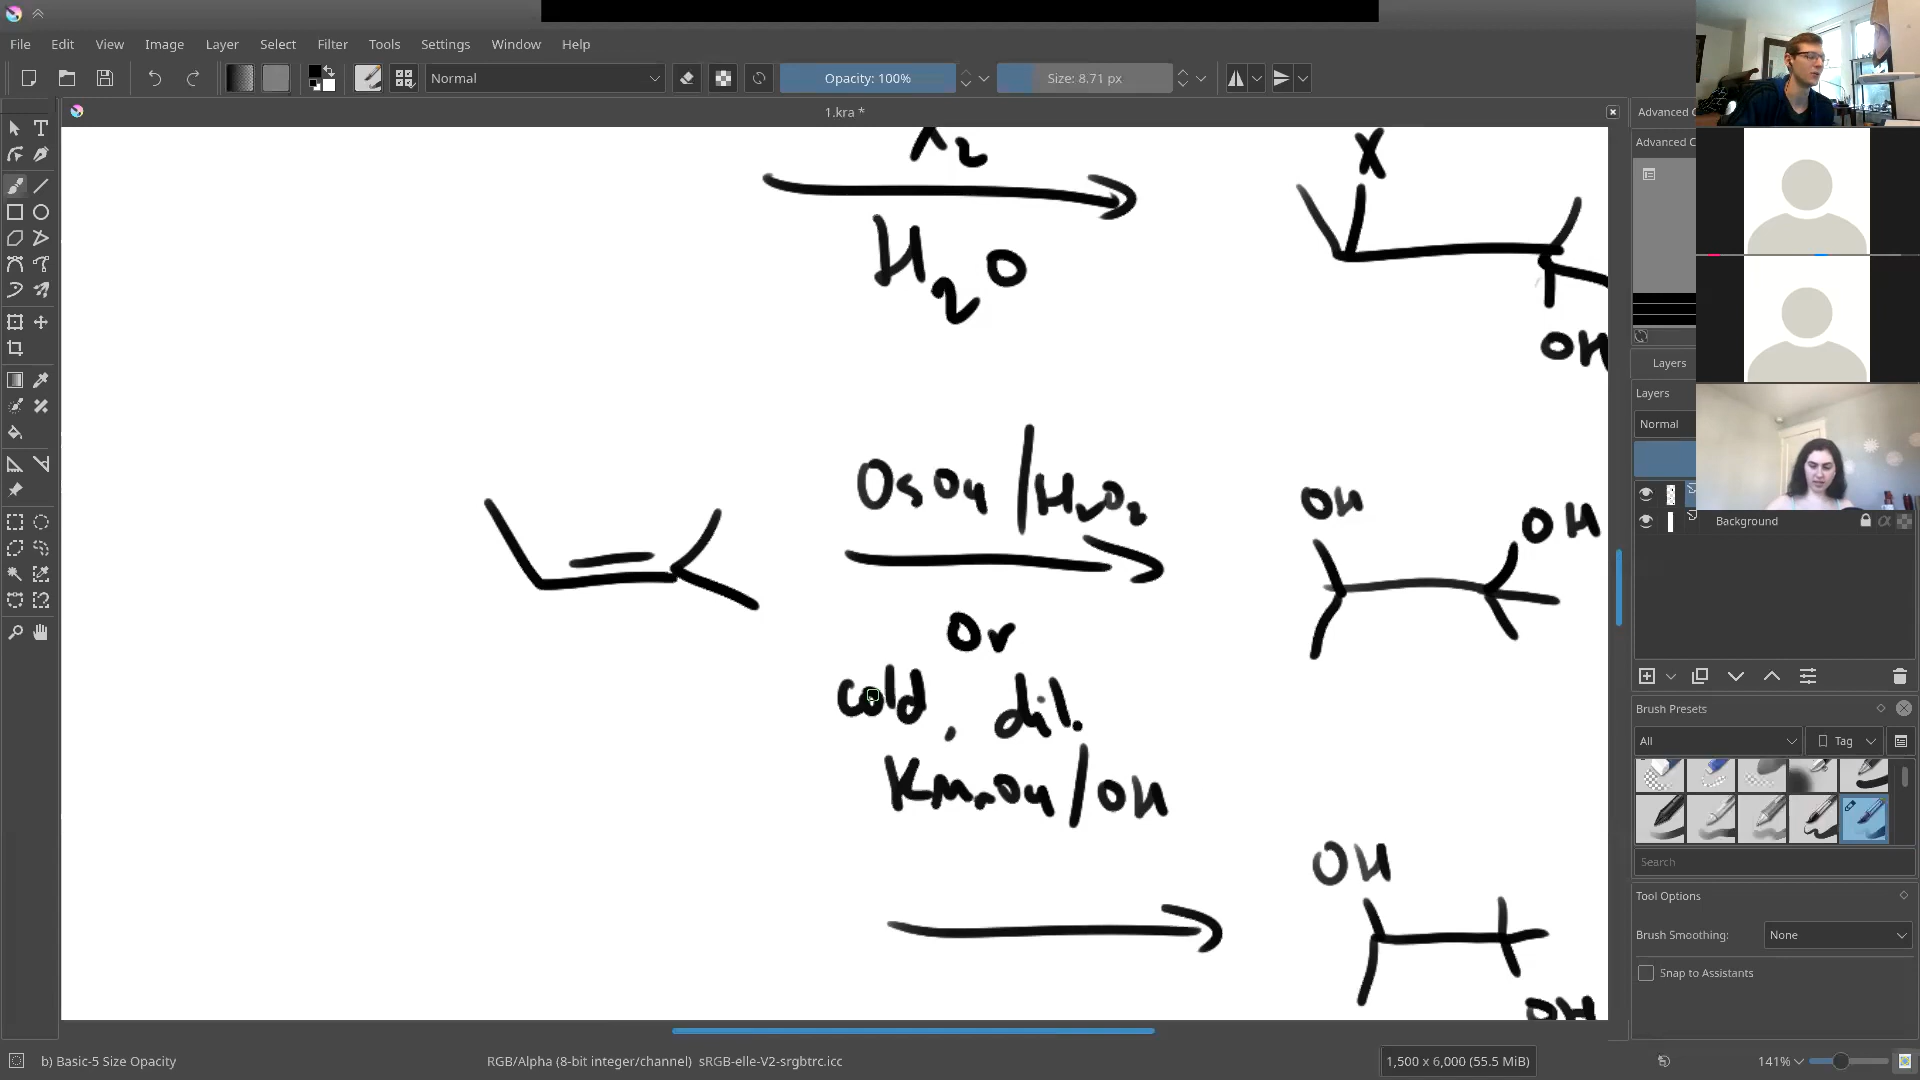 File Edit View Image Layer Select Filter Tools Settings Window Help
Normal
Opacity: 100%
Size: 8.71 px
1.kra *
Advanced C
Advanced C
X2
H2O
X
OH
OsO4/H2O2
OH
OH
Or
cold, dil.
KMnO4/OH
OH
OH
Layers
Layers
Normal
Background
Brush Presets
All
Tag
Search
Tool Options
Brush Smoothing: None
Snap to Assistants
b) Basic-5 Size Opacity
RGB/Alpha (8-bit integer/channel) sRGB-elle-V2-srgbtrc.icc
1,500 x 6,000 (55.5 MiB)
141%